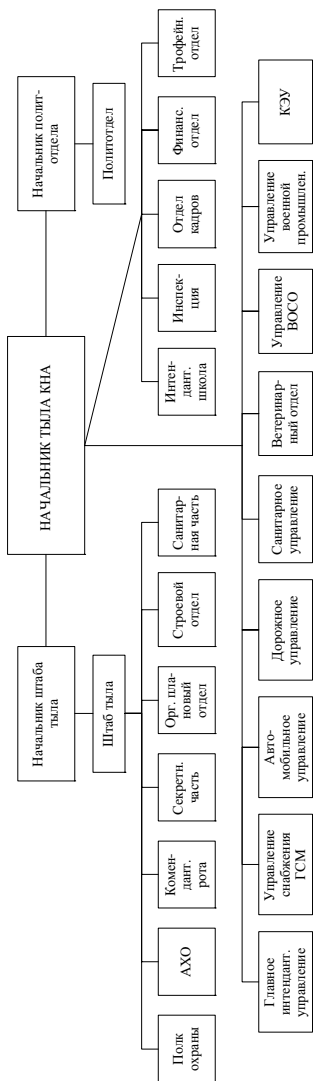 НАЧАЛЬНИК ТЫЛА КНА
Начальник штаба
тыла
Начальник полит-
отдела
Штаб тыла
Политотдел
Полк
охраны
АХО
Комен-
дант.
рота
Секретн.
часть
Орг. пла-
новый
отдел
Строевой
отдел
Санитар-
ная часть
Интен-
дант.
школа
Инспек-
ция
Отдел
кадров
Финанс.
отдел
Трофейн.
отдел
Главное
интендант.
управление
Управление
снабжения
ГСМ
Авто-
мобильное
управление
Дорожное
управление
Санитарное
управление
Ветеринар-
ный отдел
Управление
ВОСО
Управление
военной
промышлен.
КЭУ